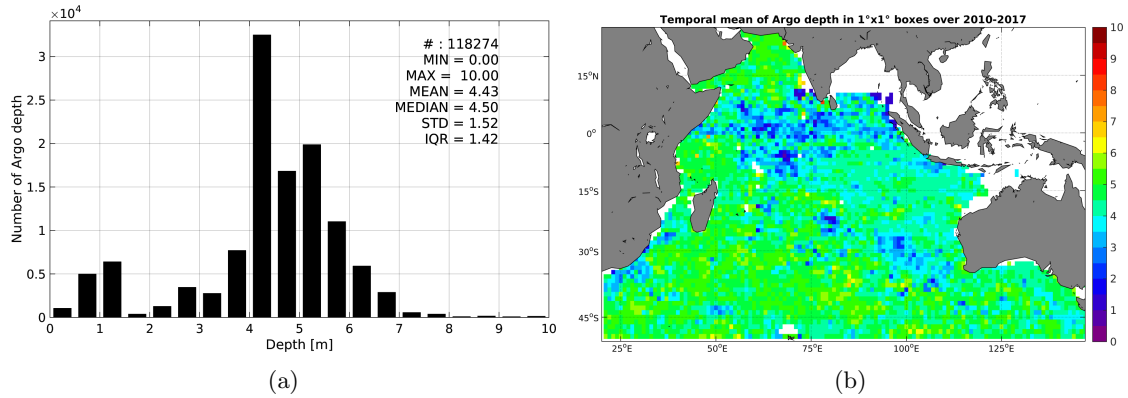 ×10⁴
3
2.5
2
1.5
1
0.5
0
Number of Argo depth
# : 118274
MIN = 0.00
MAX = 10.00
MEAN = 4.43
MEDIAN = 4.50
STD = 1.52
IQR = 1.42
0 1 2 3 4 5 6 7 8 9 10
Depth [m]
(a)
Temporal mean of Argo depth in 1°x1° boxes over 2010-2017
15°N
0°
15°S
30°S
45°S
25°E 50°E 75°E 100°E 125°E
10
9
8
7
6
5
4
3
2
1
0
(b)